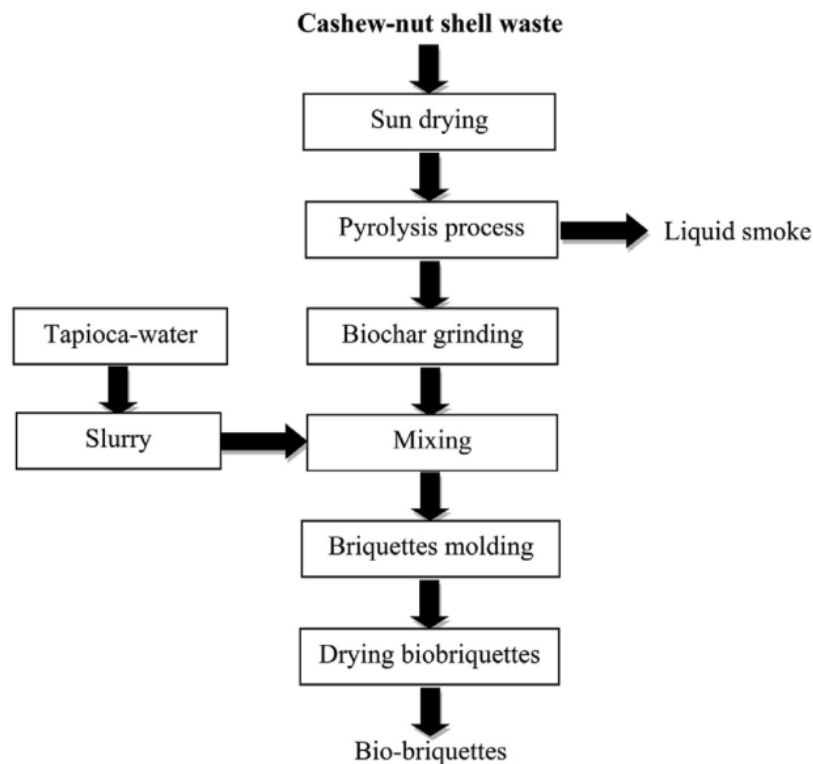 Cashew-nut shell waste
Sun drying
Pyrolysis process
Liquid smoke
Tapioca-water
Biochar grinding
Slurry
Mixing
Briquettes molding
Drying biobriquettes
Bio-briquettes